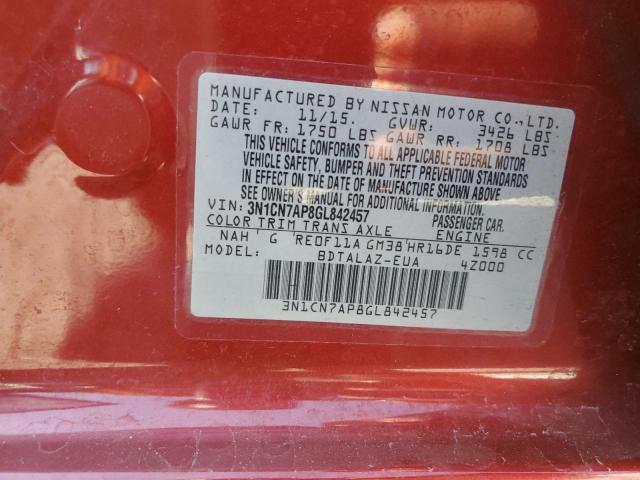 MANUFACTURED BY NISSAN MOTOR CO.,LTD.
DATE: 11/15. GVWR: 3426 LBS
GAWR FR: 1750 LBS GAWR RR: 1708 LBS
THIS VEHICLE CONFORMS TO ALL APPLICABLE FEDERAL MOTOR
VEHICLE SAFETY, BUMPER AND THEFT PREVENTION STANDARDS
IN EFFECT ON THE DATE OF MANUFACTURE SHOWN ABOVE.
SEE OWNER'S MANUAL FOR ADDITIONAL INFORMATION.
VIN: 3N1CN7AP8GL842457 PASSENGER CAR.
COLOR TRIM TRANS AXLE ENGINE
NAH G RE0F11A GM38 HR16DE 1598 CC
MODEL: BDTALAZ-EUA 4Z000
3N1CN7AP8GL842457